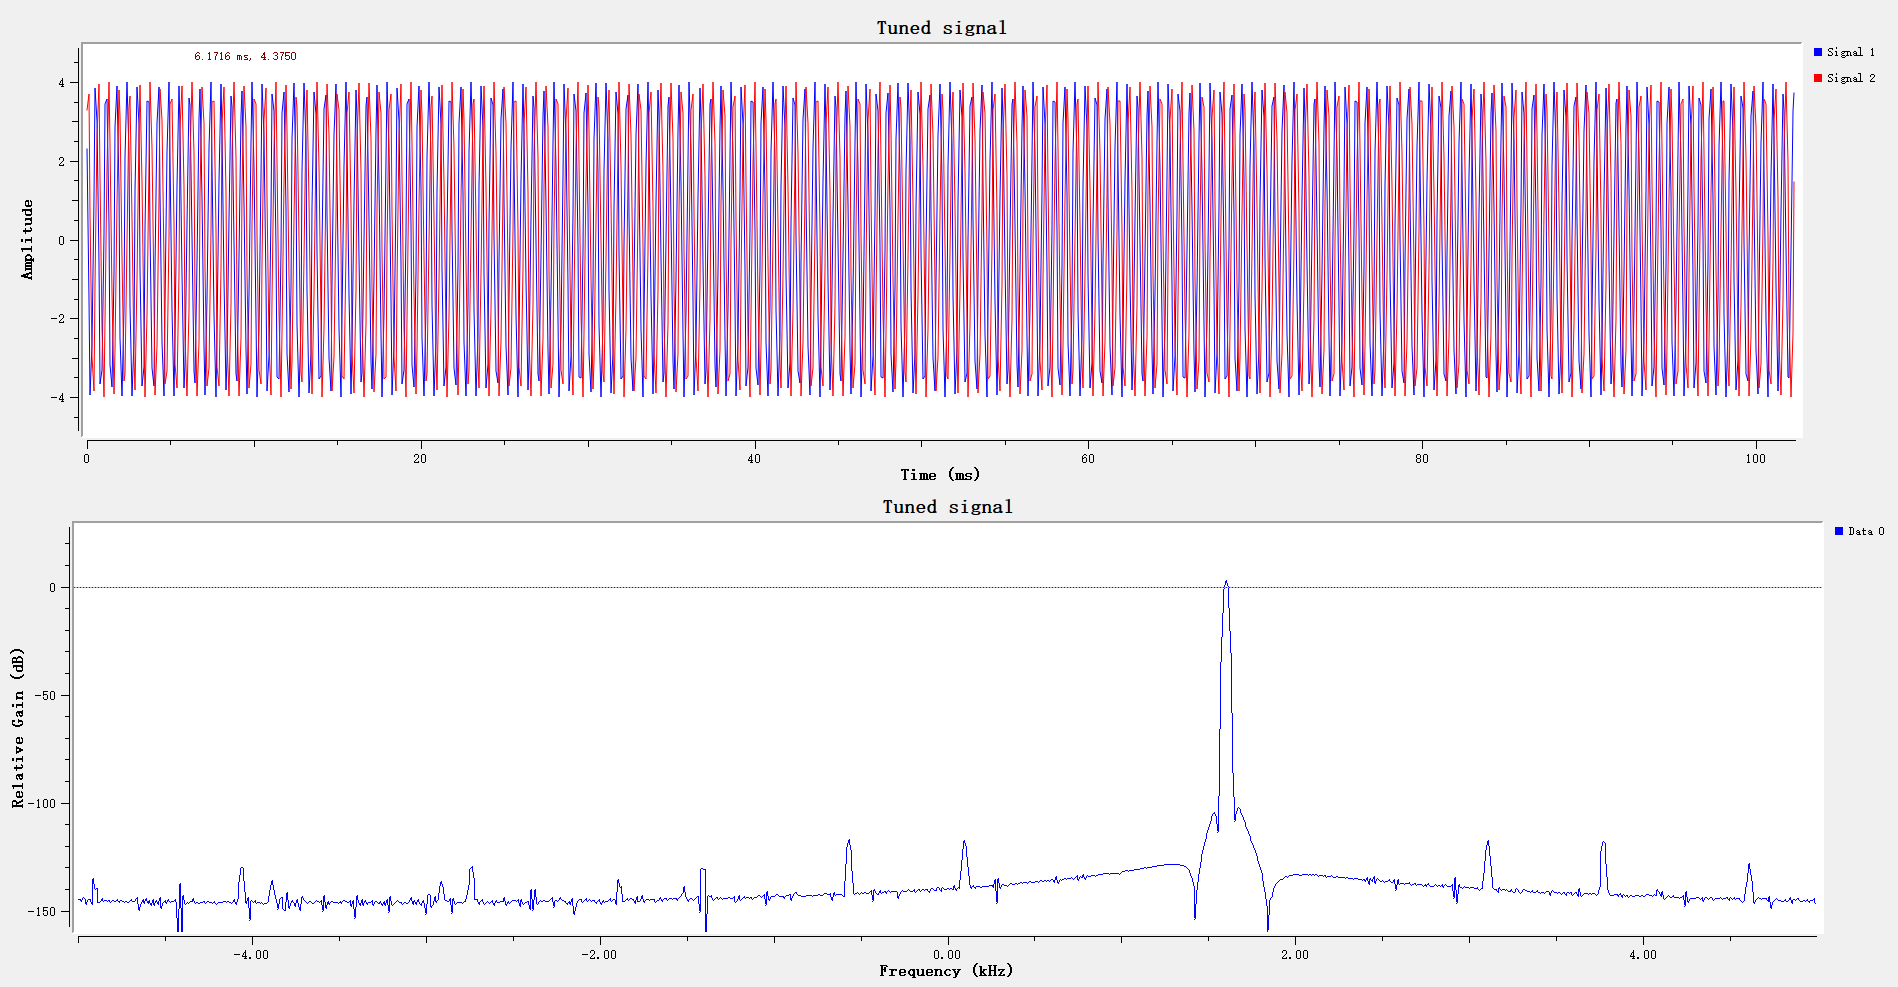 Tuned signal
6.1716 ms, 4.3750
Signal 1
Signal 2
4
2
0
-2
-4
Amplitude
0
20
40
60
80
100
Time (ms)
Tuned signal
Data 0
0
-50
-100
-150
Relative Gain (dB)
-4.00
-2.00
0.00
2.00
4.00
Frequency (kHz)